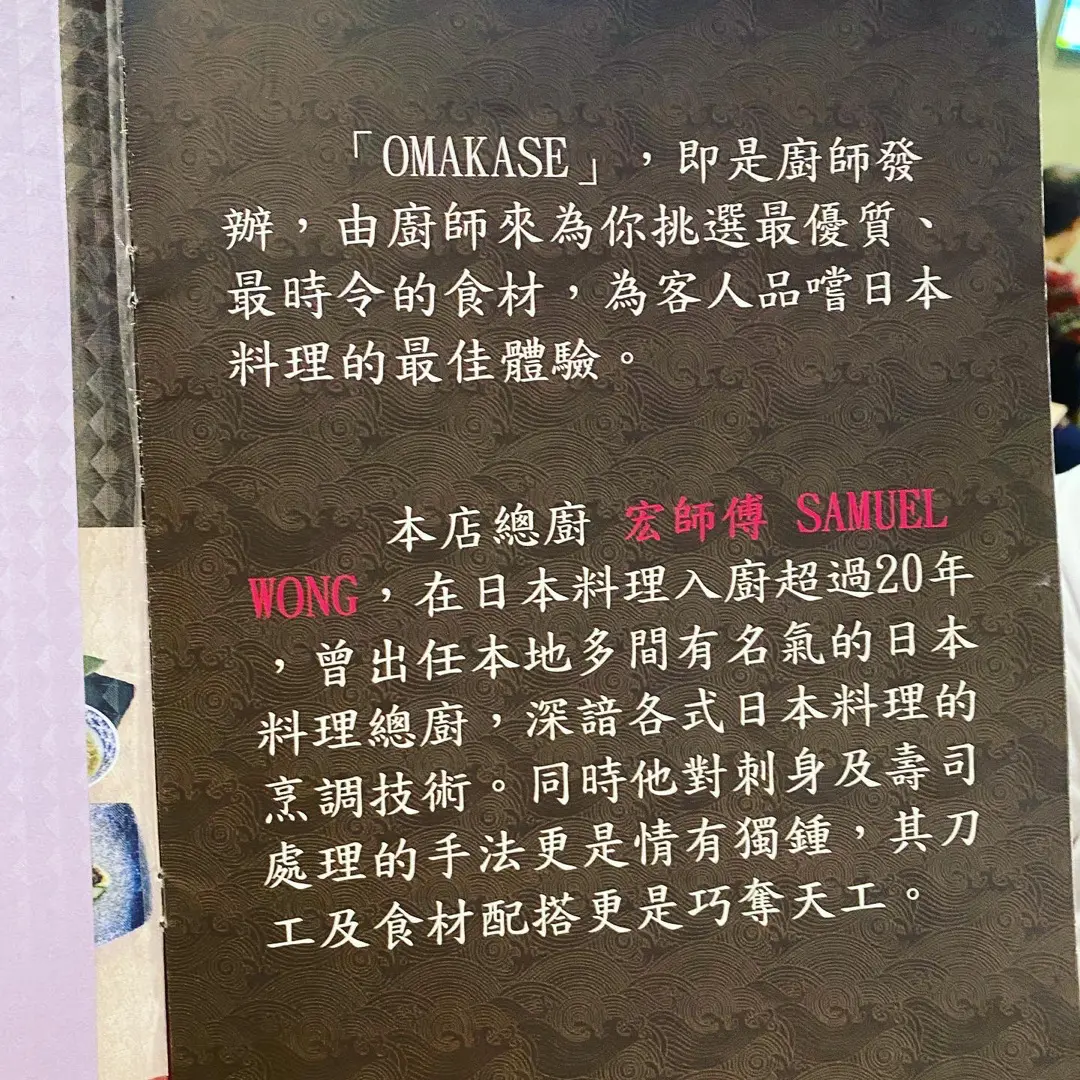 「OMAKASE」，即是廚師發
辦，由廚師來為你挑選最優質、
最時令的食材，為客人品嚐日本
料理的最佳體驗。
本店總廚 宏師傅 SAMUEL
WONG，在日本料理入廚超過20年
，曾出任本地多間有名氣的日本
料理總廚，深諳各式日本料理的
烹調技術。同時他對刺身及壽司
處理的手法更是情有獨鍾，其刀
工及食材配搭更是巧奪天工。